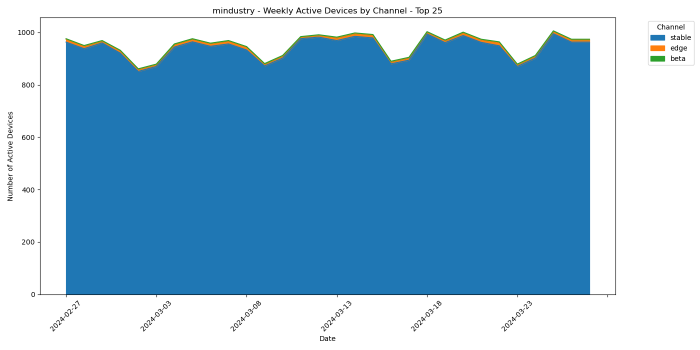 mindustry - Weekly Active Devices by Channel - Top 25
Number of Active Devices
1000
800
600
400
200
0
2024-02-27
2024-03-03
2024-03-08
2024-03-13
2024-03-18
2024-03-23
Date
Channel
stable
edge
beta